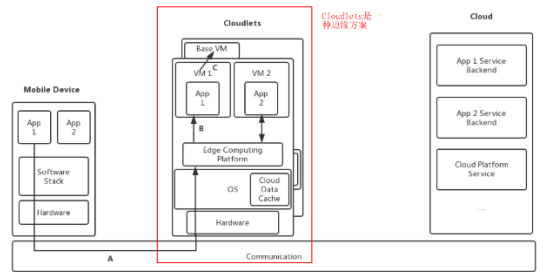 Cloudlets
Cloudlets是一
种边缘方案
Cloud
Base VM
C
VM 1
VM 2
App
1
App
2
App 1 Service
Backend
Mobile Device
App
1
App
2
B
App 2 Service
Backend
Edge Computing
Platform
Software
Stack
Cloud Platform
Service
OS
Cloud
Data
Cache
Hardware
Hardware
......
A
Communication